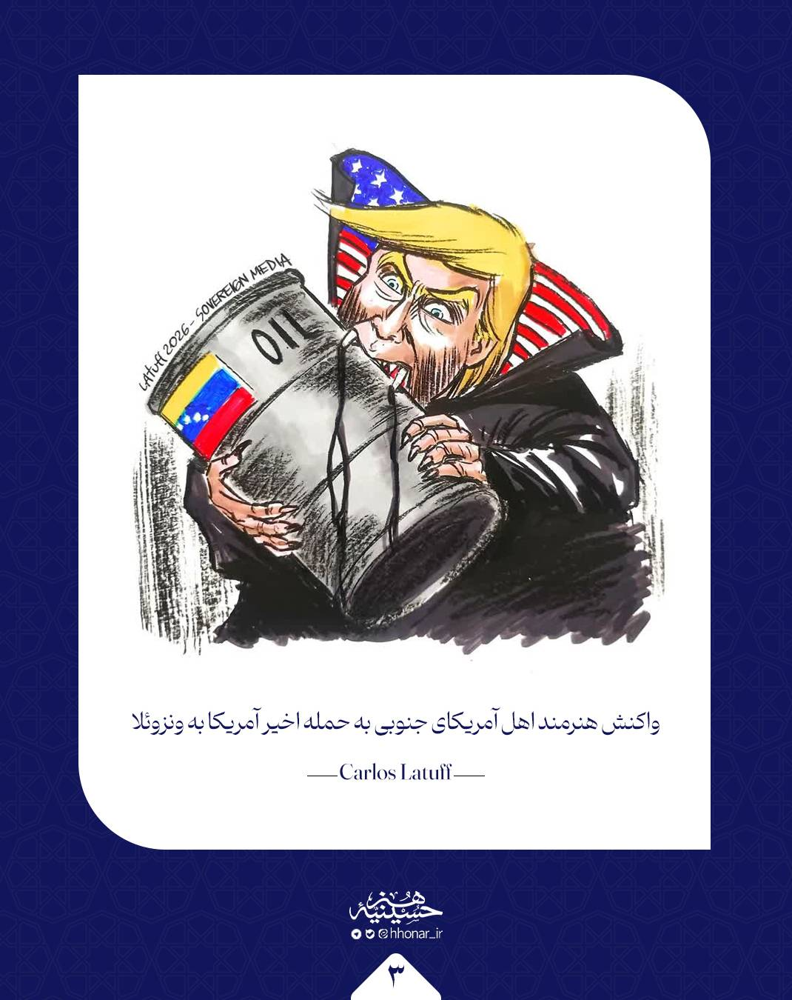 LATUFF 2026 - SOVEREIGN MEDIA
OIL
واکنش هنرمند اهل آمریکای جنوبی به حمله اخیر آمریکا به ونزوئلا
Carlos Latuff
حسینیهٔ هنر
@hhonar_ir
۳